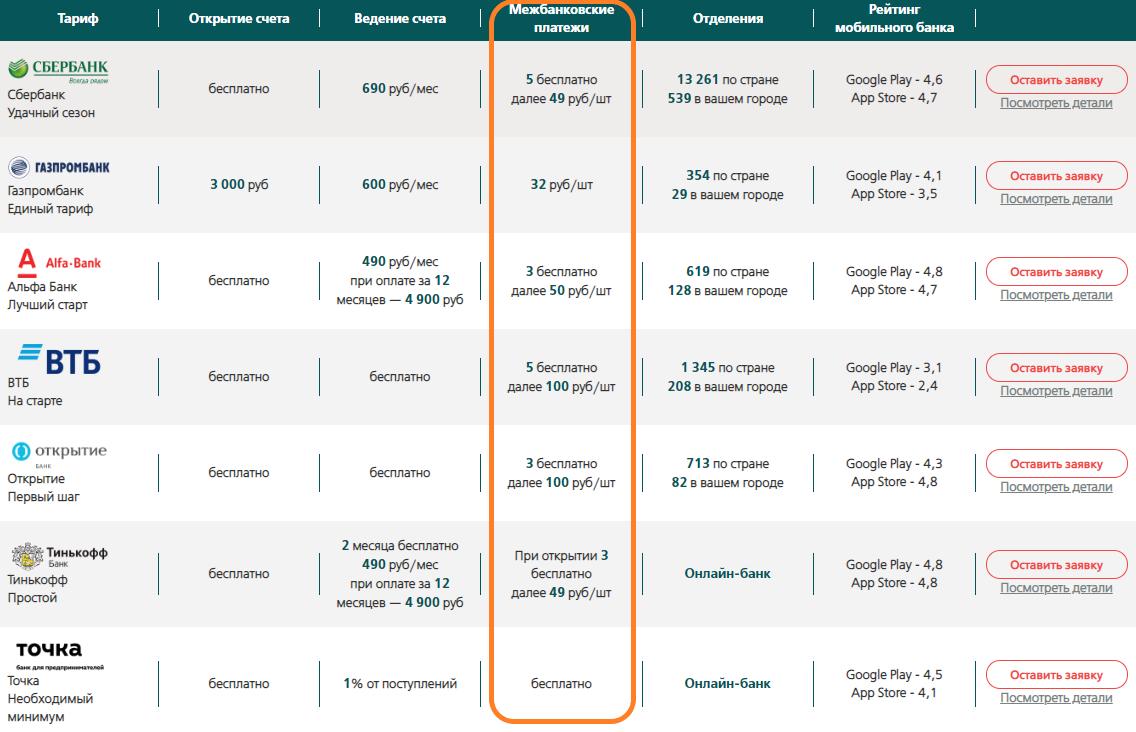 Тариф
Открытие счета
Ведение счета
Межбанковские
платежи
Отделения
Рейтинг
мобильного банка
СБЕРБАНК
Всегда рядом
Сбербанк
Удачный сезон
бесплатно
690 руб/мес
5 бесплатно
далее 49 руб/шт
13 261 по стране
539 в вашем городе
Google Play - 4,6
App Store - 4,7
Оставить заявку
Посмотреть детали
ГАЗПРОМБАНК
Газпромбанк
Единый тариф
3 000 руб
600 руб/мес
32 руб/шт
354 по стране
29 в вашем городе
Google Play - 4,1
App Store - 3,5
Оставить заявку
Посмотреть детали
А Alfa·Bank
Альфа Банк
Лучший старт
бесплатно
490 руб/мес
при оплате за 12
месяцев — 4 900 руб
3 бесплатно
далее 50 руб/шт
619 по стране
128 в вашем городе
Google Play - 4,8
App Store - 4,7
Оставить заявку
Посмотреть детали
ВТБ
ВТБ
На старте
бесплатно
бесплатно
5 бесплатно
далее 100 руб/шт
1 345 по стране
208 в вашем городе
Google Play - 3,1
App Store - 2,4
Оставить заявку
Посмотреть детали
открытие
БАНК
Открытие
Первый шаг
бесплатно
бесплатно
3 бесплатно
далее 100 руб/шт
713 по стране
82 в вашем городе
Google Play - 4,3
App Store - 4,8
Оставить заявку
Посмотреть детали
Тинькофф
Банк
Тинькофф
Простой
бесплатно
2 месяца бесплатно
490 руб/мес
при оплате за 12
месяцев — 4 900 руб
При открытии 3
бесплатно
далее 49 руб/шт
Онлайн-банк
Google Play - 4,8
App Store - 4,8
Оставить заявку
Посмотреть детали
точка
банк для предпринимателей
Точка
Необходимый
минимум
бесплатно
1% от поступлений
бесплатно
Онлайн-банк
Google Play - 4,5
App Store - 4,1
Оставить заявку
Посмотреть детали